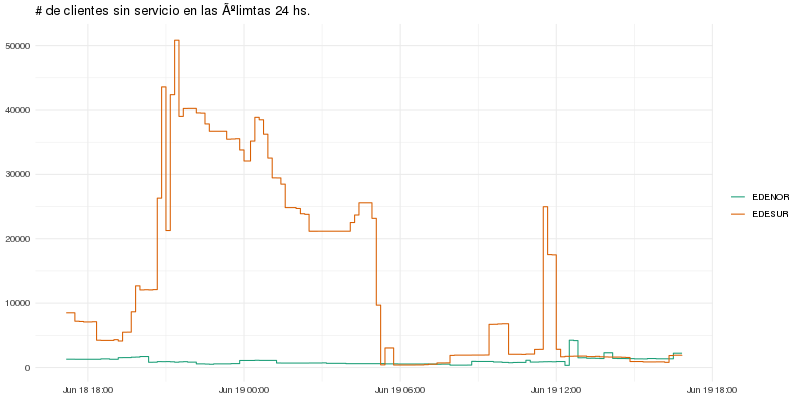 # de clientes sin servicio en las Ãºlimtas 24 hs.
50000
40000
30000
20000
10000
0
EDENOR
EDESUR
Jun 18 18:00
Jun 19 00:00
Jun 19 06:00
Jun 19 12:00
Jun 19 18:00